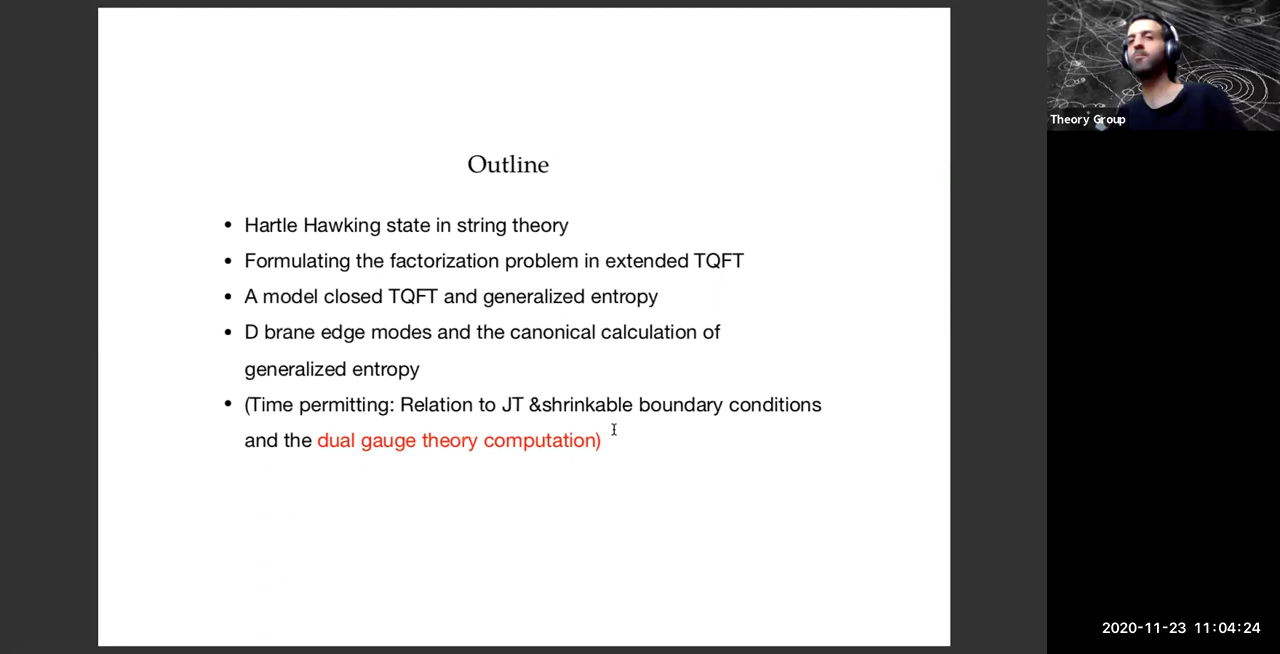 Outline
• Hartle Hawking state in string theory
• Formulating the factorization problem in extended TQFT
• A model closed TQFT and generalized entropy
• D brane edge modes and the canonical calculation of
generalized entropy
• (Time permitting: Relation to JT &shrinkable boundary conditions
and the dual gauge theory computation)
Theory Group
2020-11-23 11:04:24